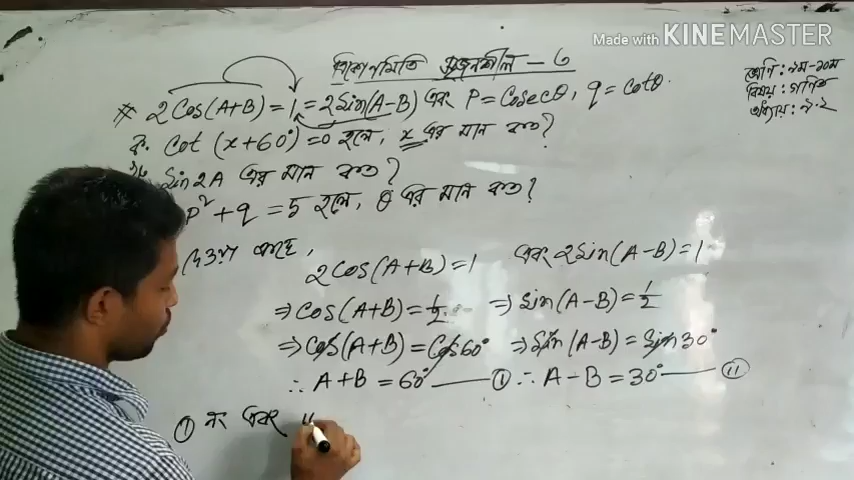 Made with KINEMASTER
ত্রিকোণমিতি সৃজনশীল - ৩
শ্রেণি: ৯ম-১০ম
বিষয়: গণিত
অধ্যায়: ৯.২
* 2Cos(A+B) = 1 = 2Sin(A-B) এবং P = Cosecθ, q = Cotθ.
ক. Cot (x+60°) = 0 হলে, x এর মান কত?
Sin2A এর মান কত?
p² + q = 5 হলে, θ এর মান কত?
দেওয়া আছে,
2Cos(A+B) = 1 এবং 2Sin(A-B) = 1
⇒ Cos(A+B) = 1/2 ⇒ Sin(A-B) = 1/2
⇒ Cos(A+B) = Cos60° ⇒ Sin(A-B) = Sin30°
∴ A+B = 60° — (i) ∴ A-B = 30° — (ii)
(i) নং এবং